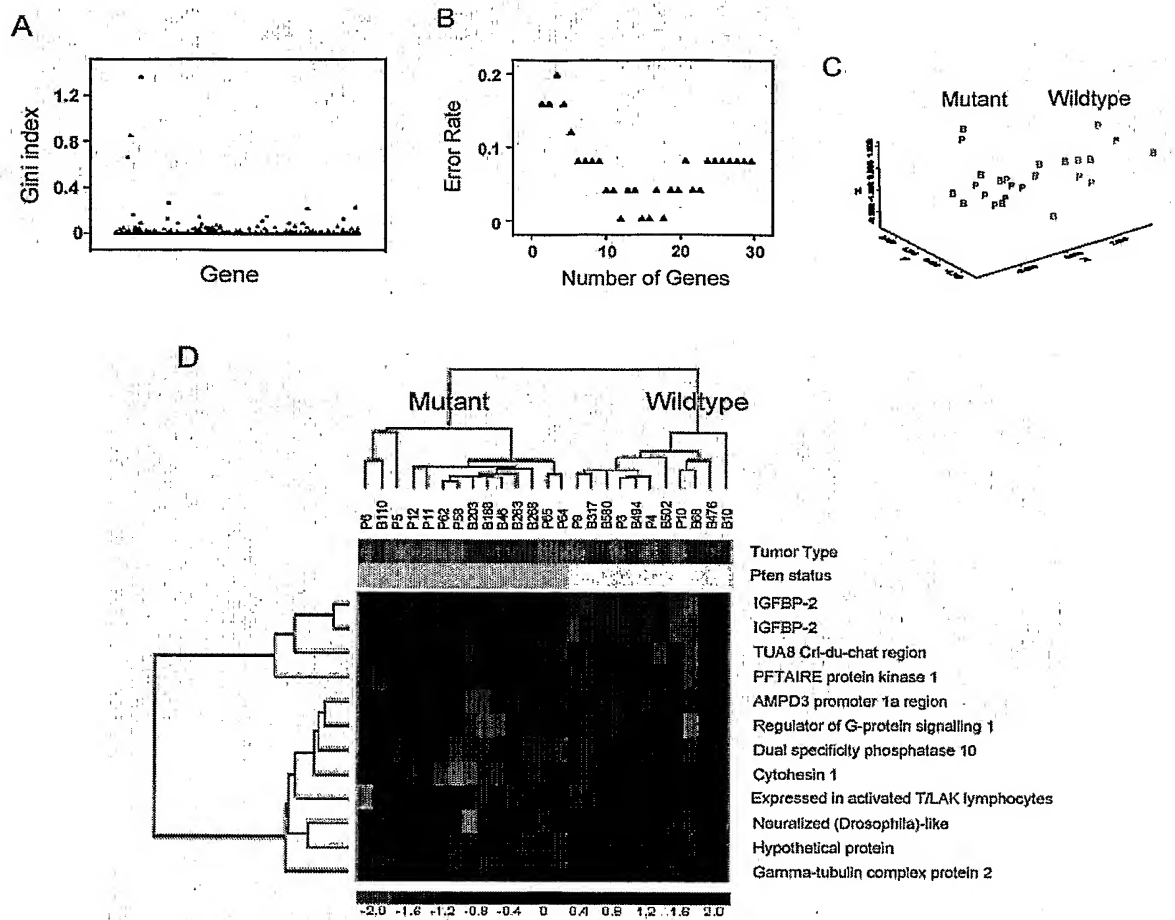 A
Gini index
1.2
0.8
0.4
0
Gene
B
Error Rate
0.2
0.1
0
0 10 20 30
Number of Genes
C
Mutant Wildtype
D
Mutant Wildtype
P6 B110 P5 P12 P11 P62 P58 B203 B188 B46 B263 B268 P65 P64 P9 B317 B580 P3 B494 P4 B502 P10 B68 B476 B10
Tumor Type
Pten status
IGFBP-2
IGFBP-2
TUA8 Cri-du-chat region
PFTAIRE protein kinase 1
AMPD3 promoter 1a region
Regulator of G-protein signalling 1
Dual specificity phosphatase 10
Cytohesin 1
Expressed in activated T/LAK lymphocytes
Neuralized (Drosophila)-like
Hypothetical protein
Gamma-tubulin complex protein 2
-2.0 -1.6 -1.2 -0.8 -0.4 0 0.4 0.8 1.2 1.6 2.0